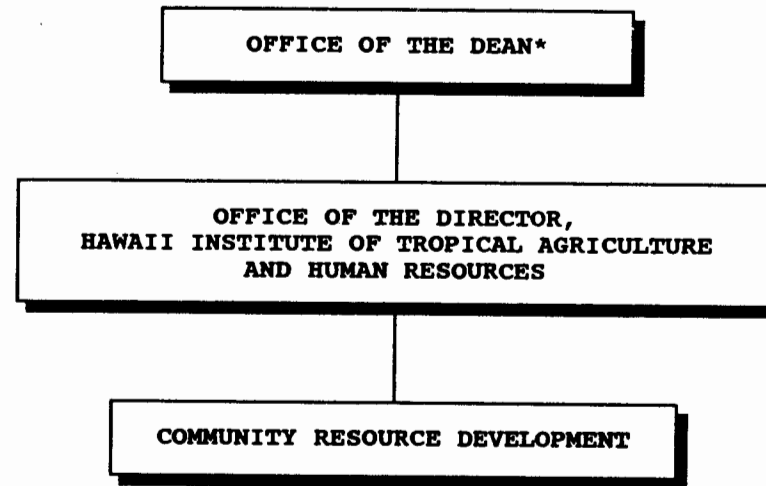 OFFICE OF THE DEAN*
OFFICE OF THE DIRECTOR,
HAWAII INSTITUTE OF TROPICAL AGRICULTURE
AND HUMAN RESOURCES
COMMUNITY RESOURCE DEVELOPMENT